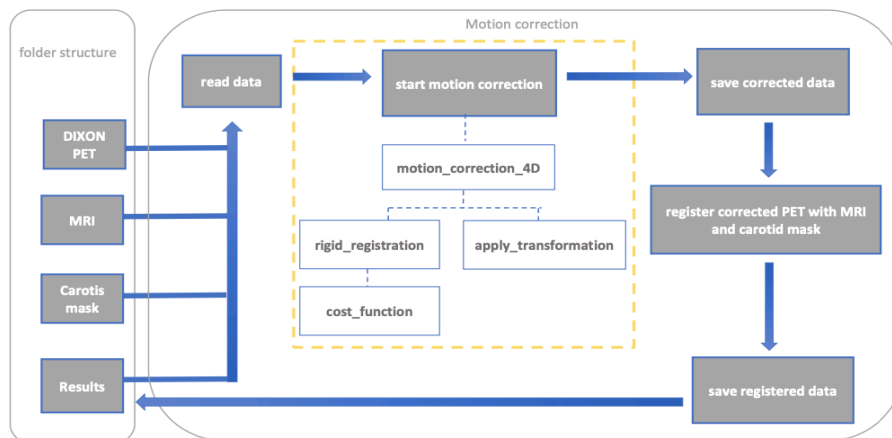 Motion correction
folder structure
read data
start motion correction
save corrected data
DIXON
PET
motion_correction_4D
MRI
register corrected PET with MRI
and carotid mask
rigid_registration
apply_transformation
Carotis
mask
cost_function
Results
save registered data